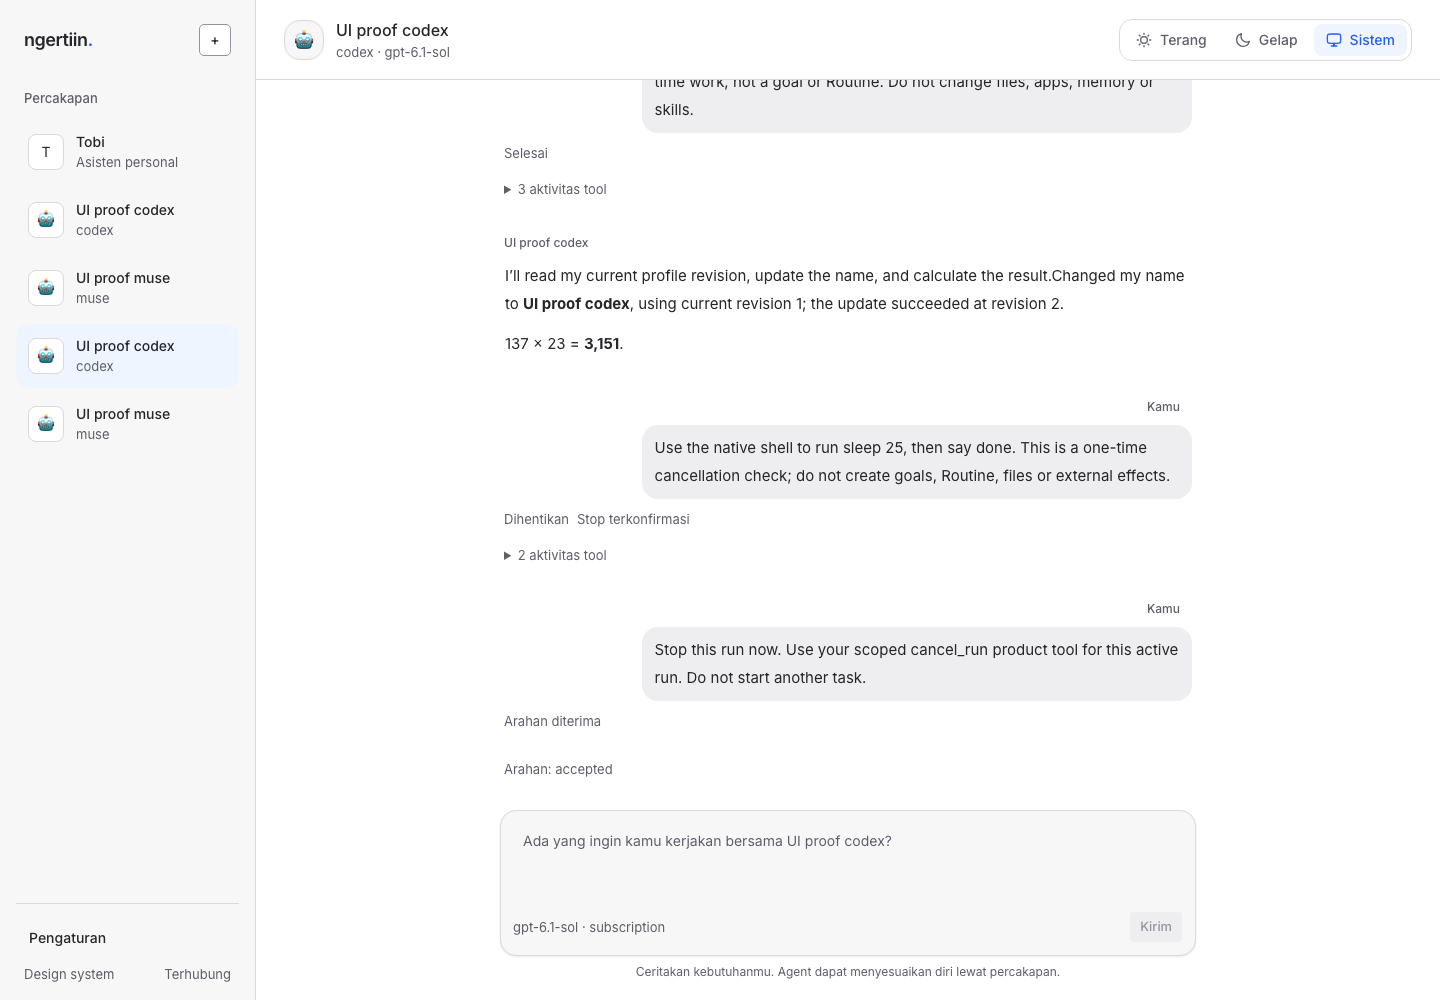 ngertiin.
+
Percakapan
T
Tobi
Asisten personal
UI proof codex
codex
UI proof muse
muse
UI proof codex
codex
UI proof muse
muse
Pengaturan
Design system
Terhubung
UI proof codex
codex · gpt-6.1-sol
Terang
Gelap
Sistem
time work, not a goal or Routine. Do not change files, apps, memory or
skills.
Selesai
3 aktivitas tool
UI proof codex
I’ll read my current profile revision, update the name, and calculate the result.Changed my name
to UI proof codex, using current revision 1; the update succeeded at revision 2.
137 × 23 = 3,151.
Kamu
Use the native shell to run sleep 25, then say done. This is a one-time
cancellation check; do not create goals, Routine, files or external effects.
Dihentikan Stop terkonfirmasi
2 aktivitas tool
Kamu
Stop this run now. Use your scoped cancel_run product tool for this active
run. Do not start another task.
Arahan diterima
Arahan: accepted
Ada yang ingin kamu kerjakan bersama UI proof codex?
gpt-6.1-sol · subscription
Kirim
Ceritakan kebutuhanmu. Agent dapat menyesuaikan diri lewat percakapan.